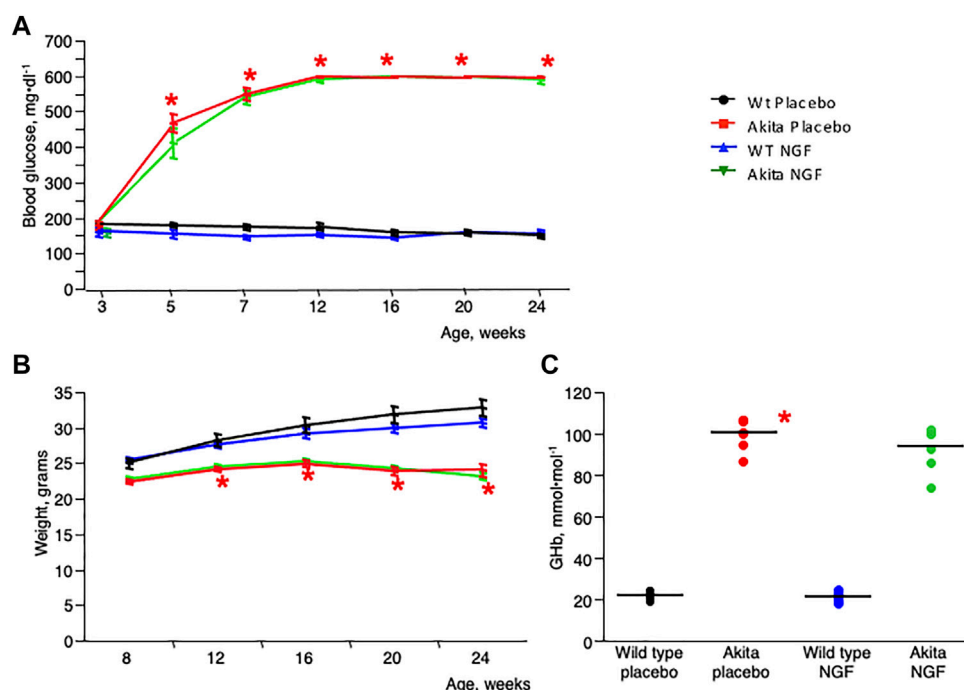 A
Blood glucose, mg·dl-1
700
600
500
400
300
200
100
0
3 5 7 12 16 20 24
Age, weeks
* * * * * *
Wt Placebo
Akita Placebo
WT NGF
Akita NGF
B
Weight, grams
35
30
25
20
15
10
5
0
* * * *
8 12 16 20 24
Age, weeks
C
GHb, mmol·mol-1
120
100
80
60
40
20
0
*
Wild type placebo
Akita placebo
Wild type NGF
Akita NGF